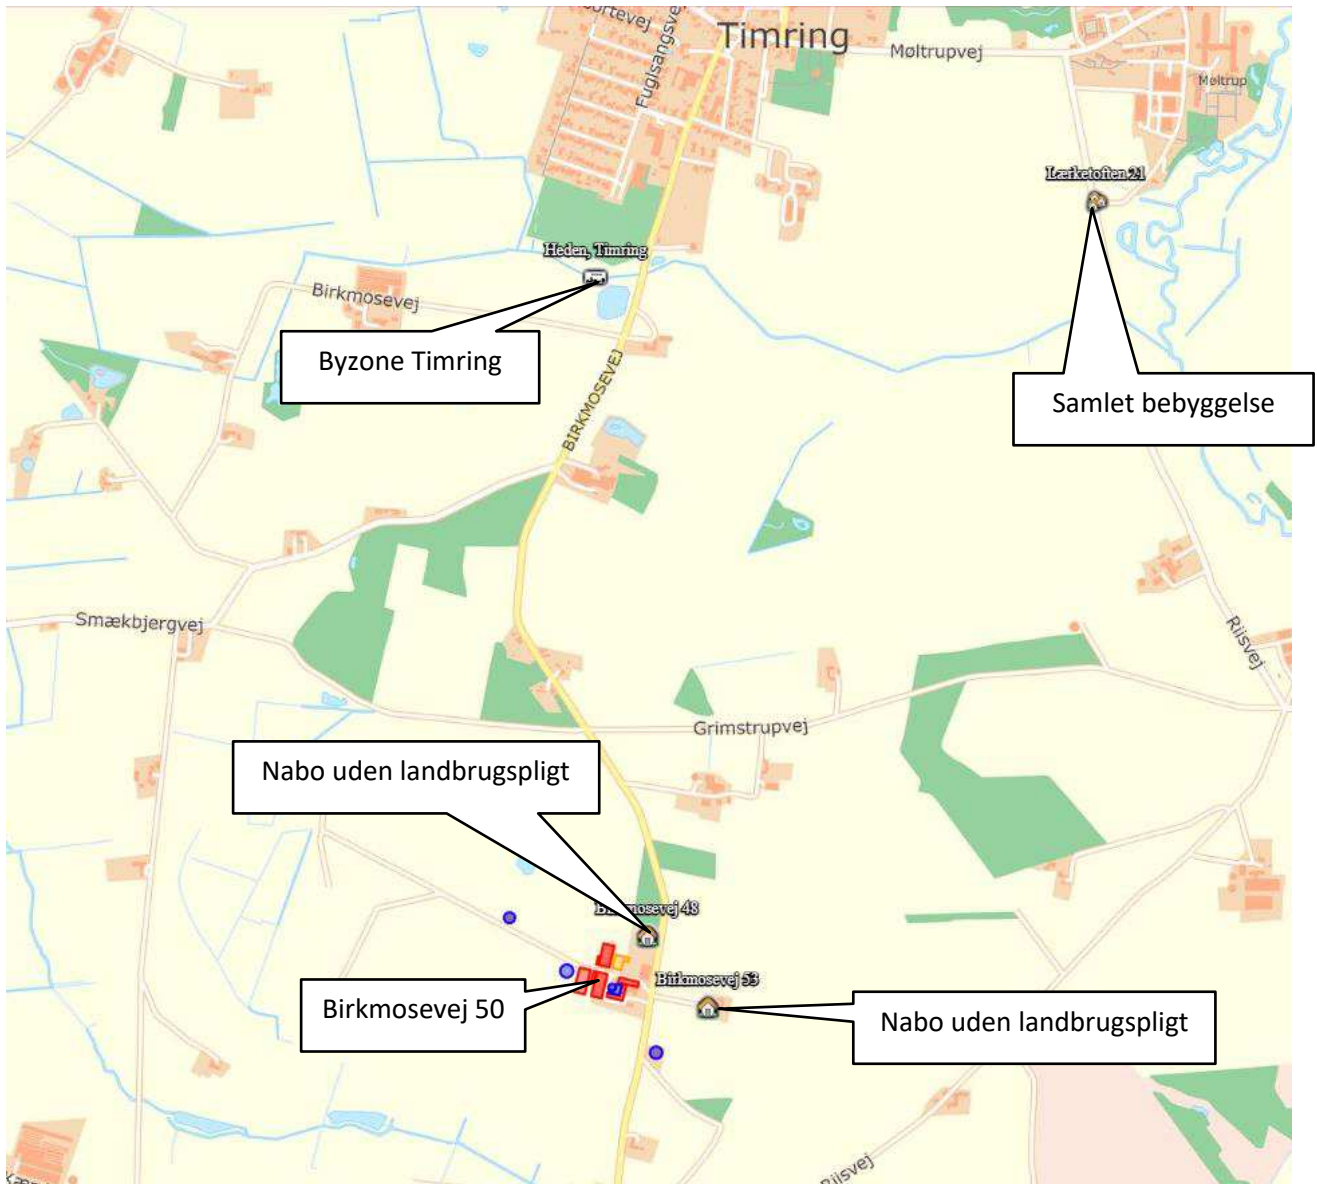 Timring
Fuglsangsve
Møltrupvej
Møltrup
Lærketoften 21
Heden, Timring
Birkmosevej
Byzone Timring
BIRKMOSEVEJ
Samlet bebyggelse
Smækbjergvej
Riisvej
Grimstrupvej
Nabo uden landbrugspligt
Birkmosevej 48
Birkmosevej 53
Birkmosevej 50
Nabo uden landbrugspligt
Riisvej